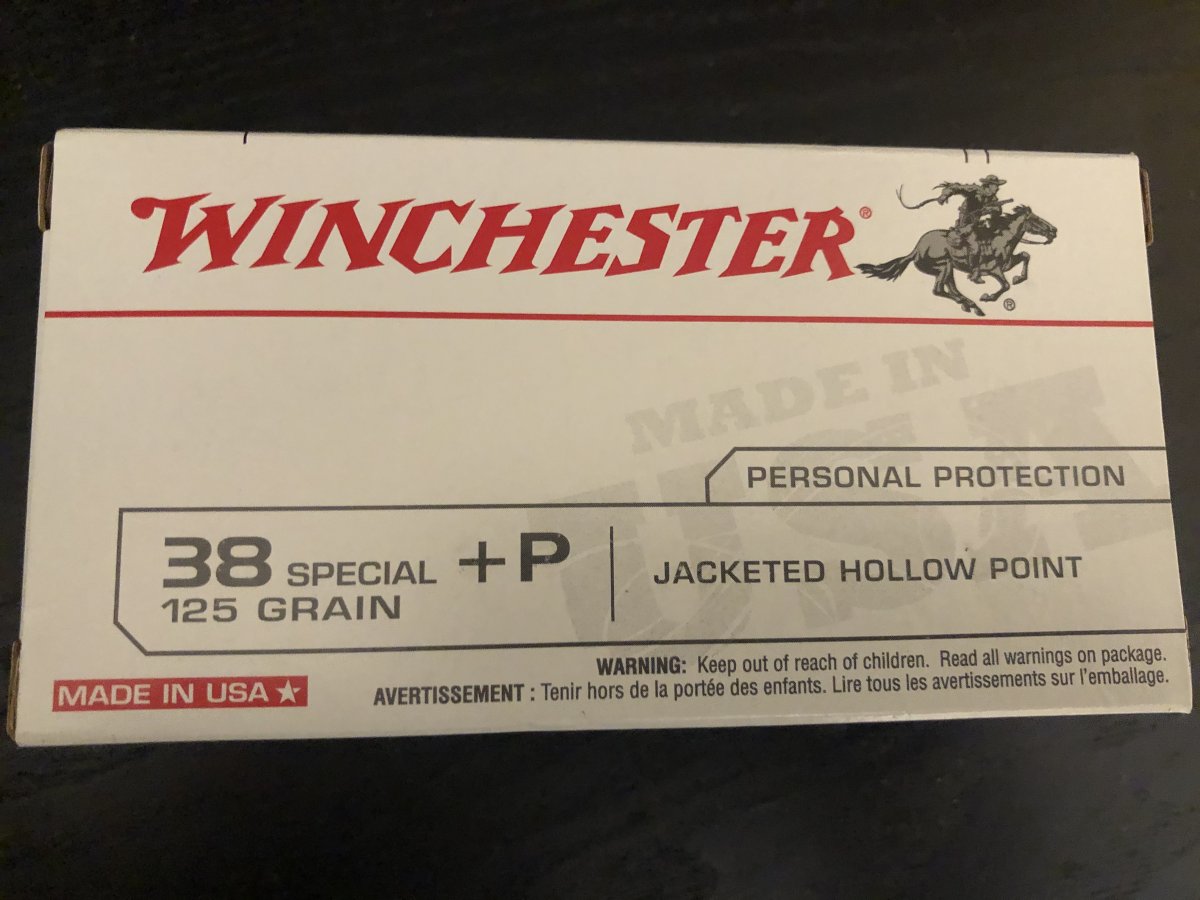 WINCHESTER®
®
MADE IN
USA
PERSONAL PROTECTION
38 SPECIAL +P
125 GRAIN
JACKETED HOLLOW POINT
WARNING: Keep out of reach of children. Read all warnings on package.
AVERTISSEMENT : Tenir hors de la portée des enfants. Lire tous les avertissements sur l'emballage.
MADE IN USA